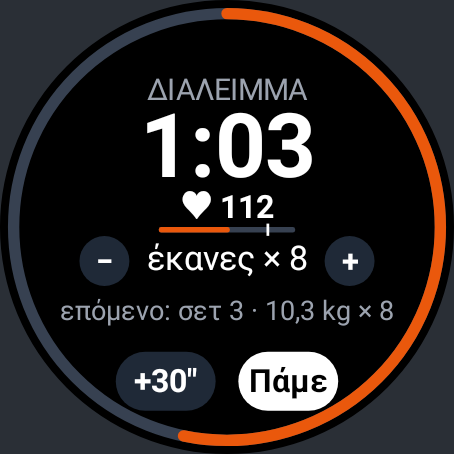 ΔΙΑΛΕΙΜΜΑ
1:03
♥ 112
− έκανες × 8 +
επόμενο: σετ 3 · 10,3 kg × 8
+30" Πάμε